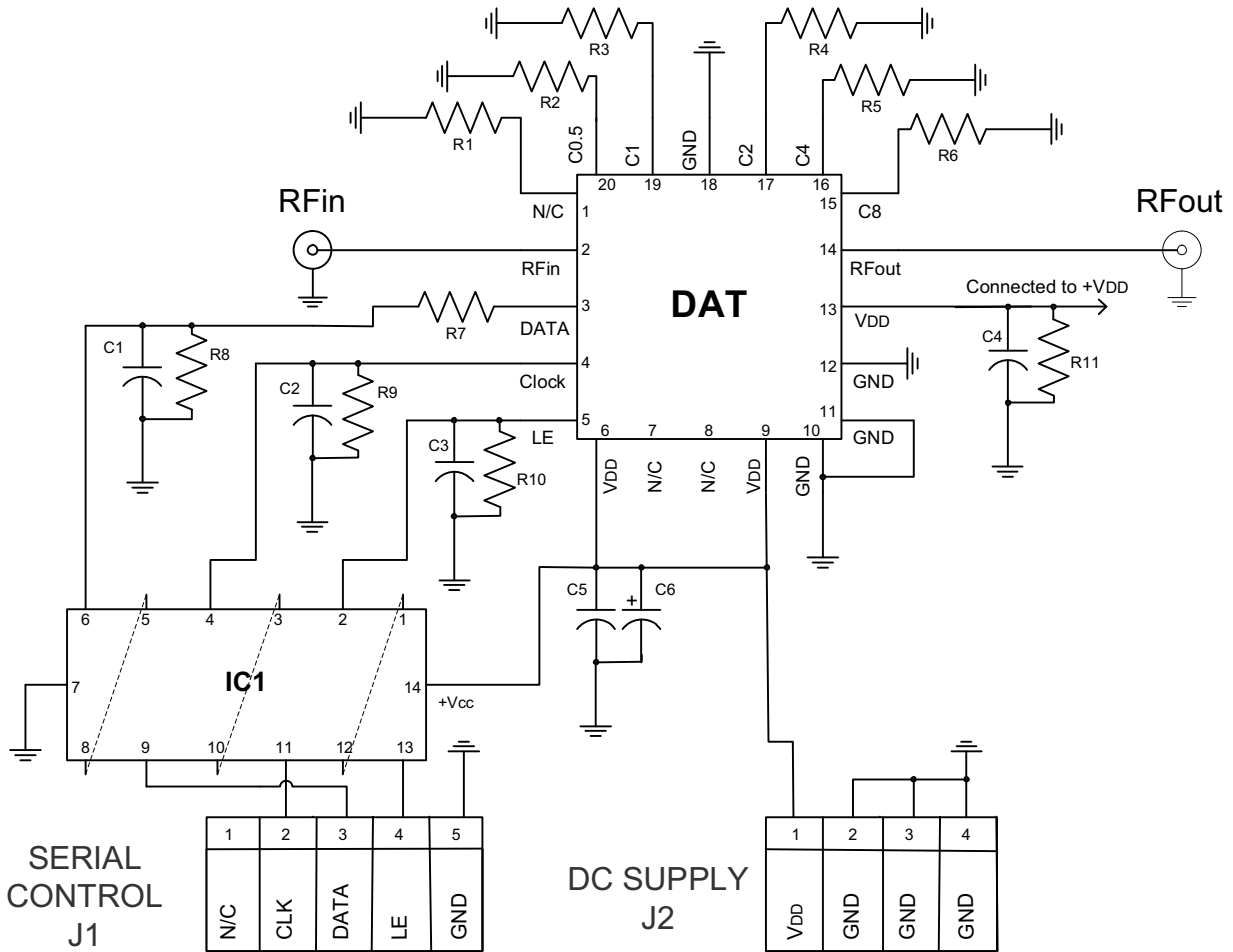 R3
R4
R2
R5
R1
R6
C0.5
C1
GND
C2
C4
20
19
18
17
16
15
N/C
1
C8
RFin
RFout
2
14
RFin
RFout
DAT
Connected to +VDD
3
13
DATA
VDD
R7
C1
R8
C4
R11
4
12
Clock
GND
C2
R9
5
11
LE
GND
6
7
8
9
10
C3
R10
VDD
N/C
N/C
VDD
GND
C5
+
C6
6
5
4
3
2
1
7
IC1
14
+Vcc
8
9
10
11
12
13
SERIAL
CONTROL
J1
1
2
3
4
5
N/C
CLK
DATA
LE
GND
DC SUPPLY
J2
1
2
3
4
VDD
GND
GND
GND